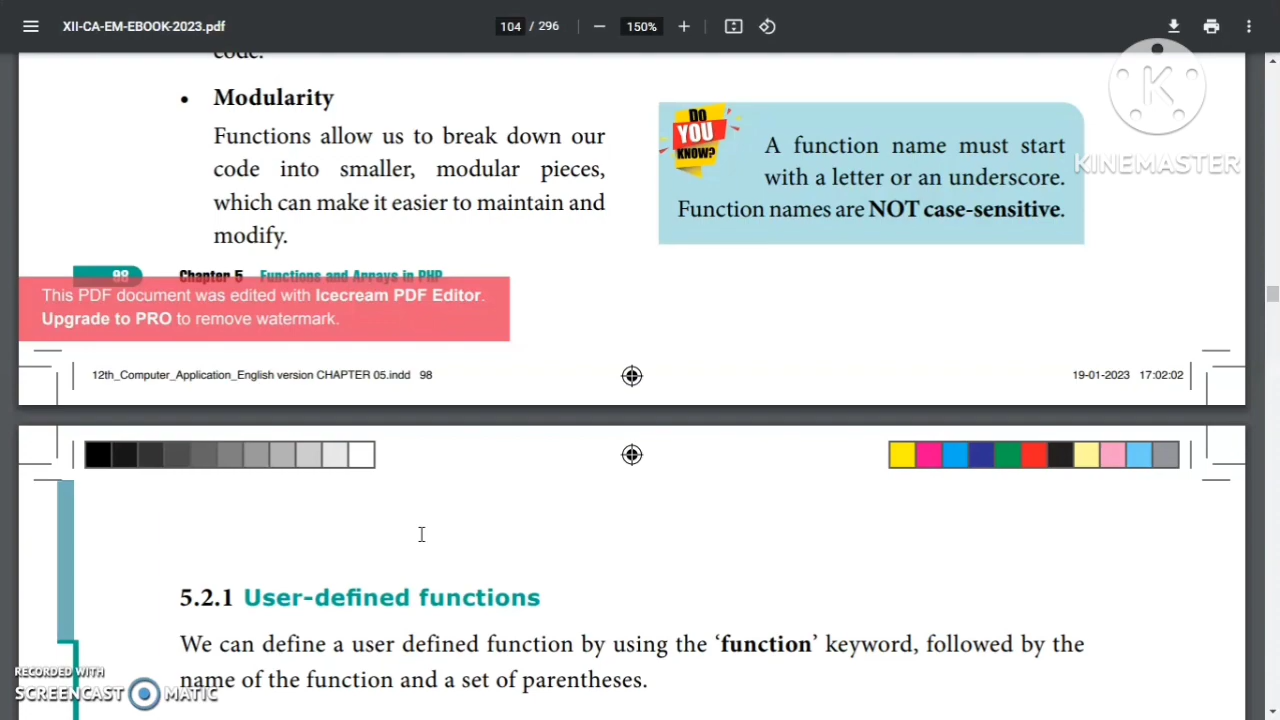 XII-CA-EM-EBOOK-2023.pdf
104 / 296
150%
code.
• Modularity
Functions allow us to break down our
code into smaller, modular pieces,
which can make it easier to maintain and
modify.
DO
YOU
KNOW?
A function name must start
with a letter or an underscore.
Function names are NOT case-sensitive.
K
KINEMASTER
98 Chapter 5 Functions and Arrays in PHP
This PDF document was edited with Icecream PDF Editor.
Upgrade to PRO to remove watermark.
12th_Computer_Application_English version CHAPTER 05.indd 98
19-01-2023 17:02:02
5.2.1 User-defined functions
We can define a user defined function by using the ‘function’ keyword, followed by the
name of the function and a set of parentheses.
RECORDED WITH
SCREENCAST MATIC